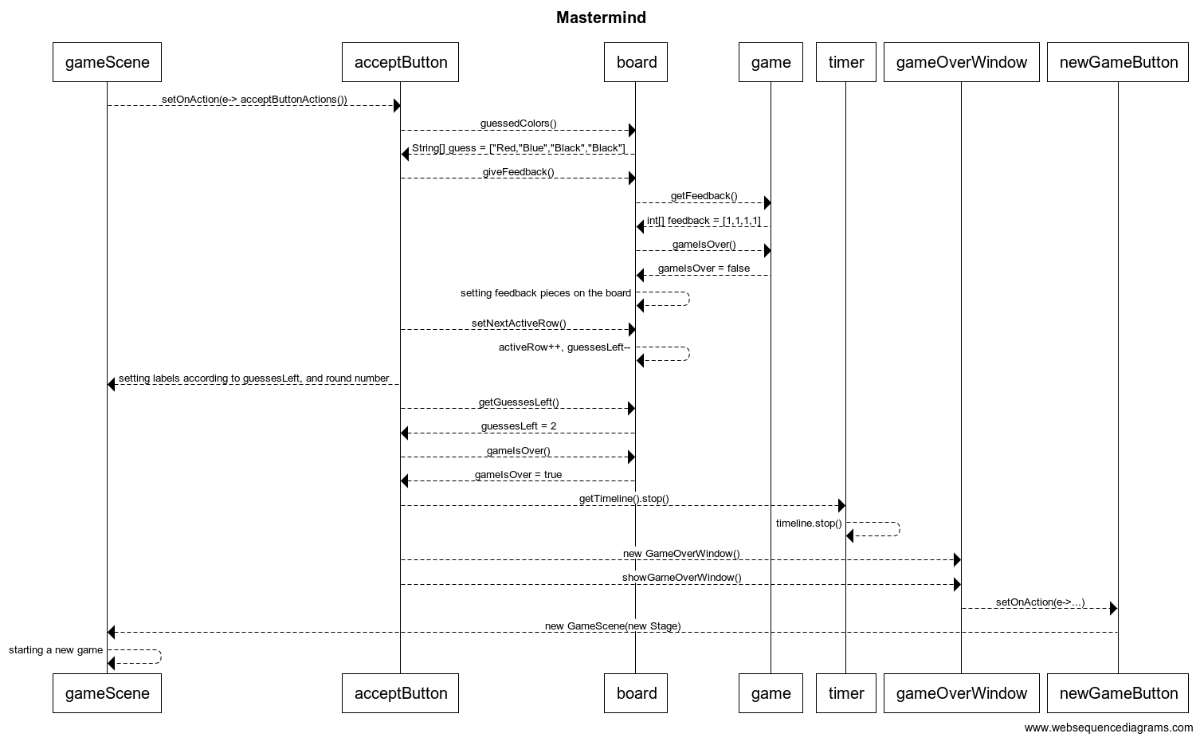 Mastermind
gameScene
acceptButton
board
game
timer
gameOverWindow
newGameButton
setOnAction(e-> acceptButtonActions())
guessedColors()
String[] guess = ["Red,"Blue","Black","Black"]
giveFeedback()
getFeedback()
int[] feedback = [1,1,1,1]
gameIsOver()
gameIsOver = false
setting feedback pieces on the board
setNextActiveRow()
activeRow++, guessesLeft--
setting labels according to guessesLeft, and round number
getGuessesLeft()
guessesLeft = 2
gameIsOver()
gameIsOver = true
getTimeline().stop()
timeline.stop()
new GameOverWindow()
showGameOverWindow()
setOnAction(e->...)
new GameScene(new Stage)
starting a new game
gameScene
acceptButton
board
game
timer
gameOverWindow
newGameButton
www.websequencediagrams.com